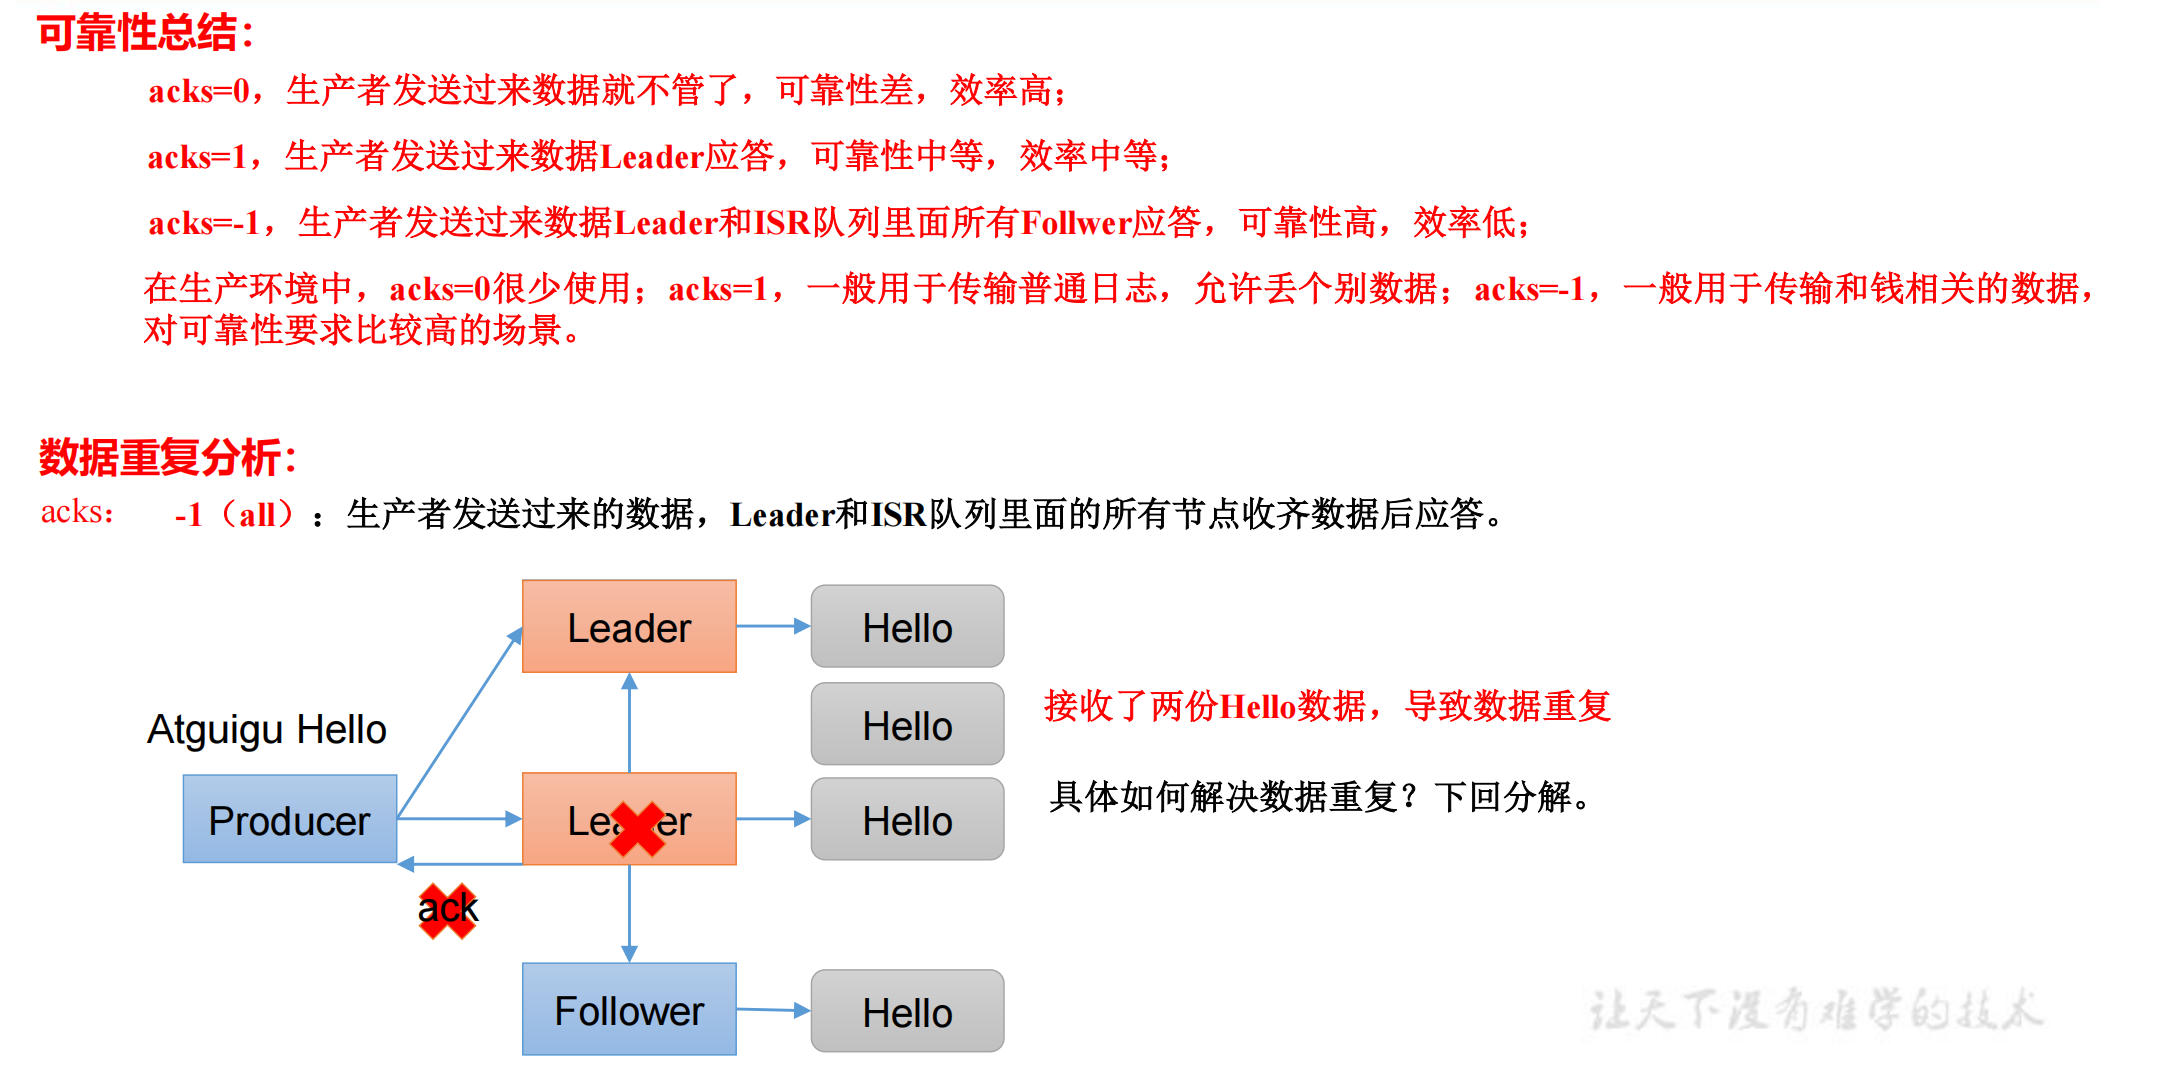 可靠性总结：
acks=0，生产者发送过来数据就不管了，可靠性差，效率高；
acks=1，生产者发送过来数据Leader应答，可靠性中等，效率中等；
acks=-1，生产者发送过来数据Leader和ISR队列里面所有Follwer应答，可靠性高，效率低；
在生产环境中，acks=0很少使用；acks=1，一般用于传输普通日志，允许丢个别数据；acks=-1，一般用于传输和钱相关的数据，
对可靠性要求比较高的场景。
数据重复分析：
acks： -1（all）：生产者发送过来的数据，Leader和ISR队列里面的所有节点收齐数据后应答。
Leader
Hello
接收了两份Hello数据，导致数据重复
Hello
Atguigu Hello
具体如何解决数据重复？下回分解。
Producer
Leader
Hello
ack
Follower
Hello
让天下没有难学的技术